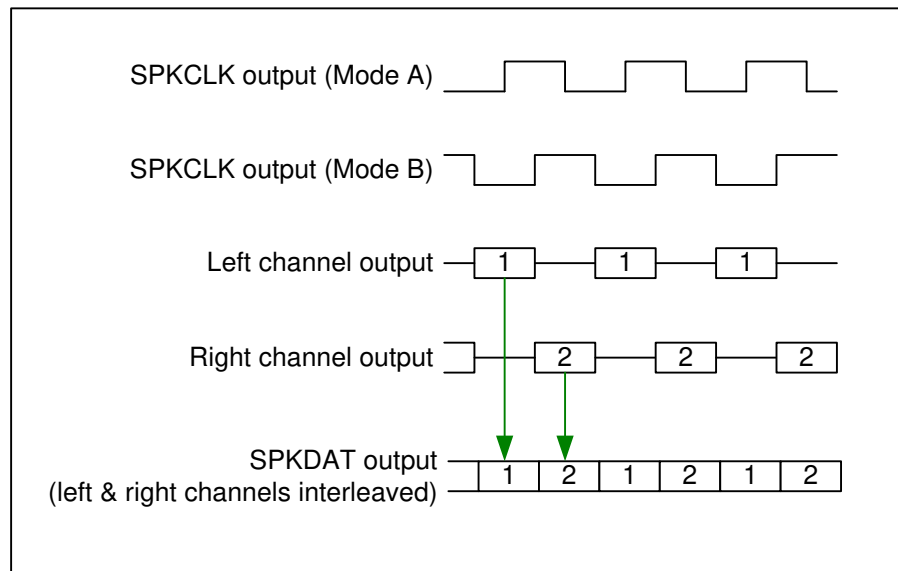 SPKCLK output (Mode A)
SPKCLK output (Mode B)
Left channel output
1 1 1
Right channel output
2 2 2
SPKDAT output
(left & right channels interleaved)
1 2 1 2 1 2